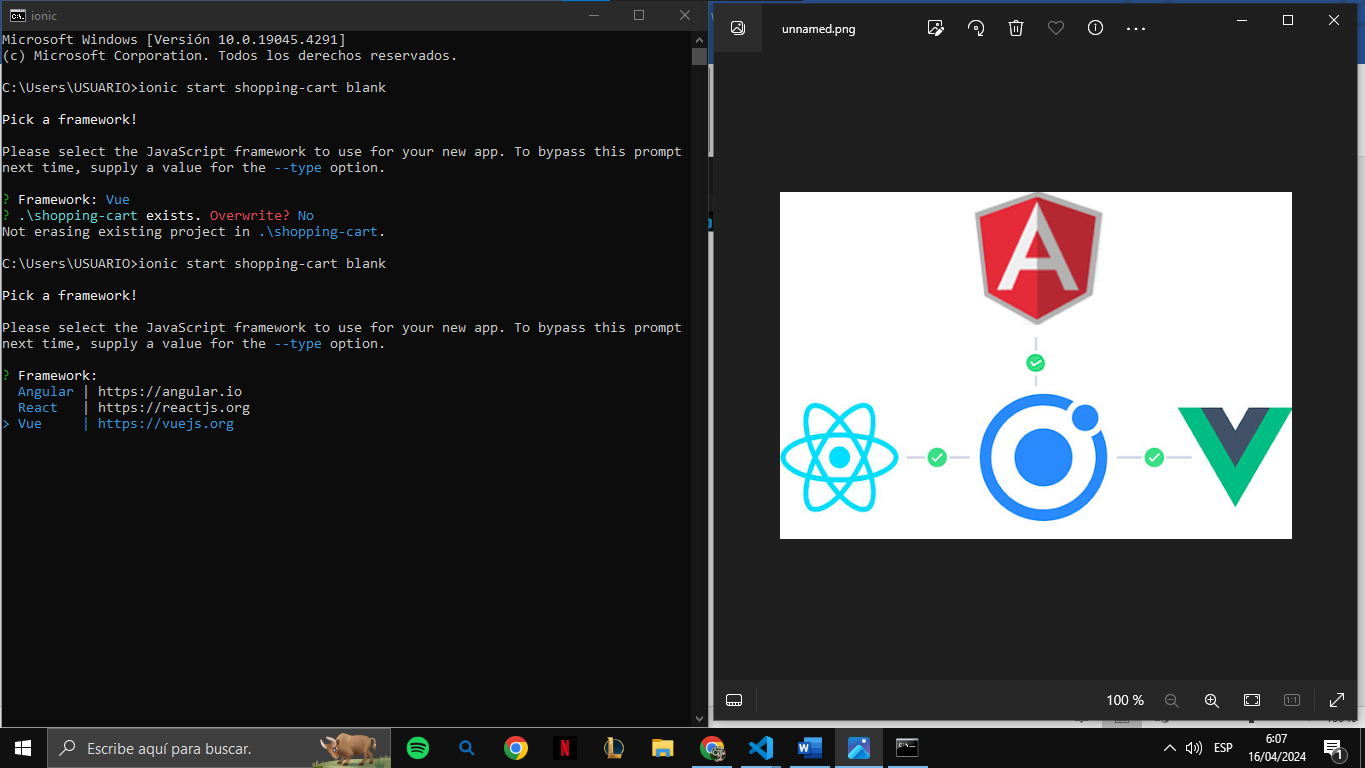 ionic
Microsoft Windows [Versión 10.0.19045.4291]
(c) Microsoft Corporation. Todos los derechos reservados.
C:\Users\USUARIO>ionic start shopping-cart blank
Pick a framework!
Please select the JavaScript framework to use for your new app. To bypass this prompt
next time, supply a value for the --type option.
? Framework: Vue
? .\shopping-cart exists. Overwrite? No
Not erasing existing project in .\shopping-cart.
C:\Users\USUARIO>ionic start shopping-cart blank
Pick a framework!
Please select the JavaScript framework to use for your new app. To bypass this prompt
next time, supply a value for the --type option.
? Framework:
Angular | https://angular.io
React | https://reactjs.org
> Vue | https://vuejs.org
unnamed.png
A
100 %
1:1
Escribe aquí para buscar.
N
L
W
ESP
6:07
16/04/2024
1